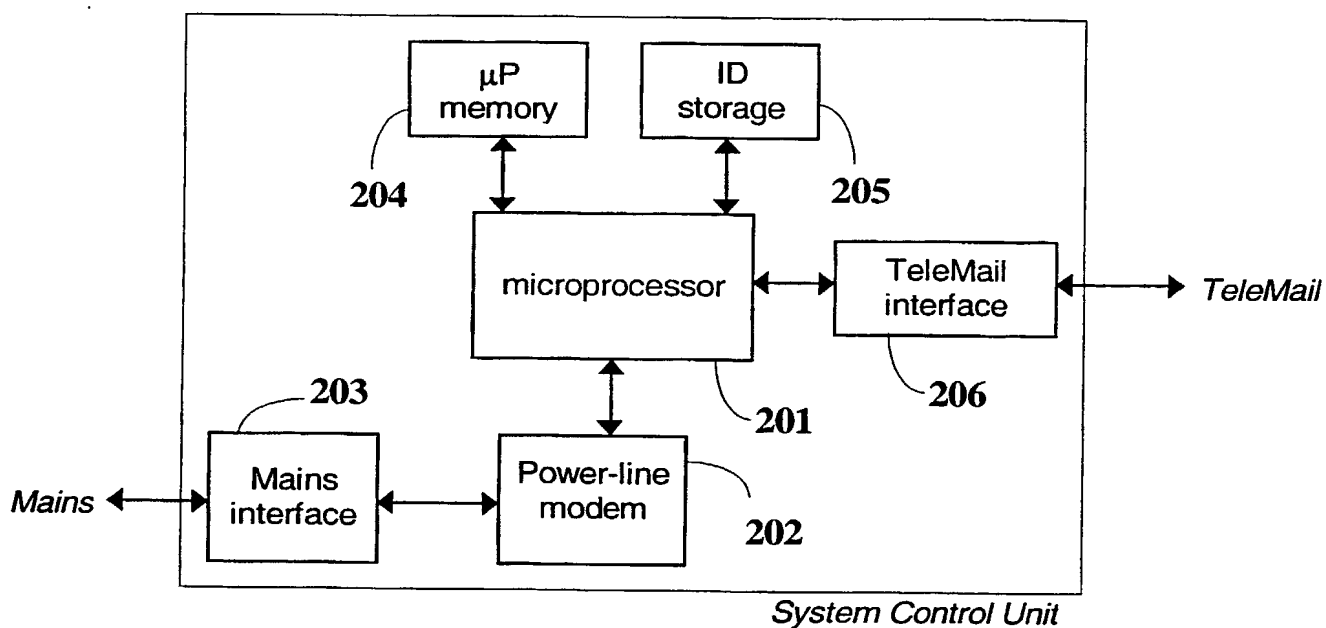 μP
memory
ID
storage
204
205
microprocessor
TeleMail
interface
TeleMail
203
201
206
Mains
Mains
interface
Power-line
modem
202
System Control Unit